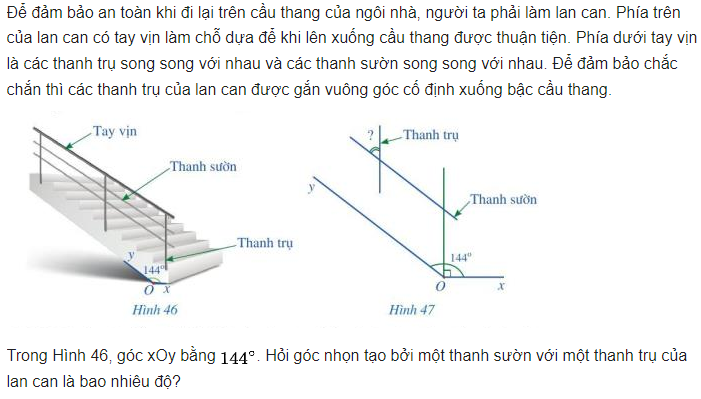 Để đảm bảo an toàn khi đi lại trên cầu thang của ngôi nhà, người ta phải làm lan can. Phía trên
của lan can có tay vịn làm chỗ dựa để khi lên xuống cầu thang được thuận tiện. Phía dưới tay vịn
là các thanh trụ song song với nhau và các thanh sườn song song với nhau. Để đảm bảo chắc
chắn thì các thanh trụ của lan can được gắn vuông góc cố định xuống bậc cầu thang.
Tay vịn
Thanh sườn
Thanh trụ
y
144°
O x
Hình 46
?
Thanh trụ
y
Thanh sườn
144°
O
x
Hình 47
Trong Hình 46, góc xOy bằng 144°. Hỏi góc nhọn tạo bởi một thanh sườn với một thanh trụ của
lan can là bao nhiêu độ?